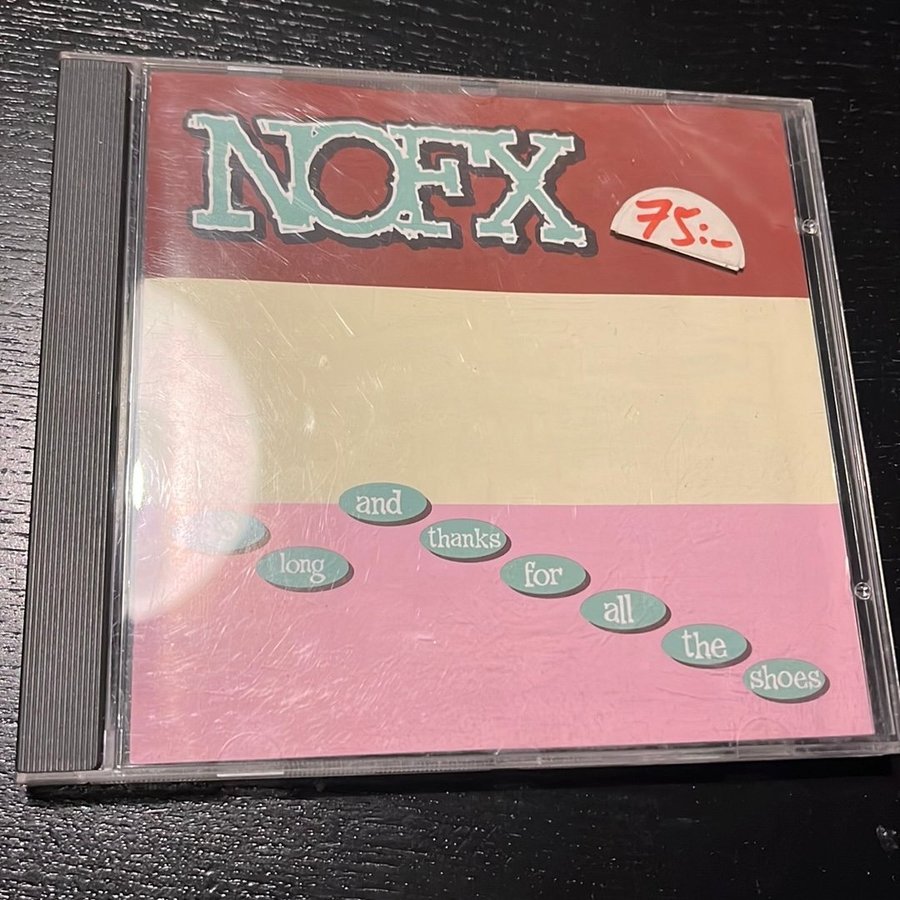 NOFX
75:-
long
and
thanks
for
all
the
shoes